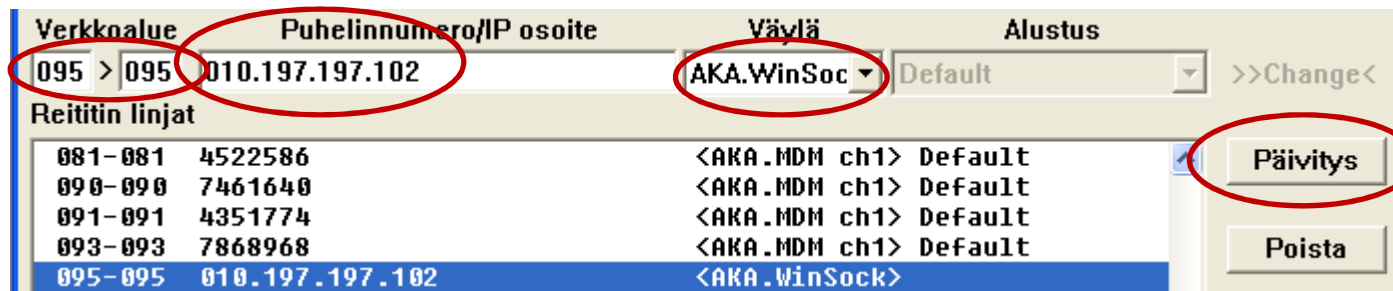 Verkkoalue Puhelinnumero/IP osoite Väylä Alustus
095 > 095 010.197.197.102 AKA.WinSoc Default >>Change<
Reititin linjat
081-081 4522586 <AKA.MDM ch1> Default Päivitys
090-090 7461640 <AKA.MDM ch1> Default
091-091 4351774 <AKA.MDM ch1> Default
093-093 7868968 <AKA.MDM ch1> Default Poista
095-095 010.197.197.102 <AKA.WinSock>